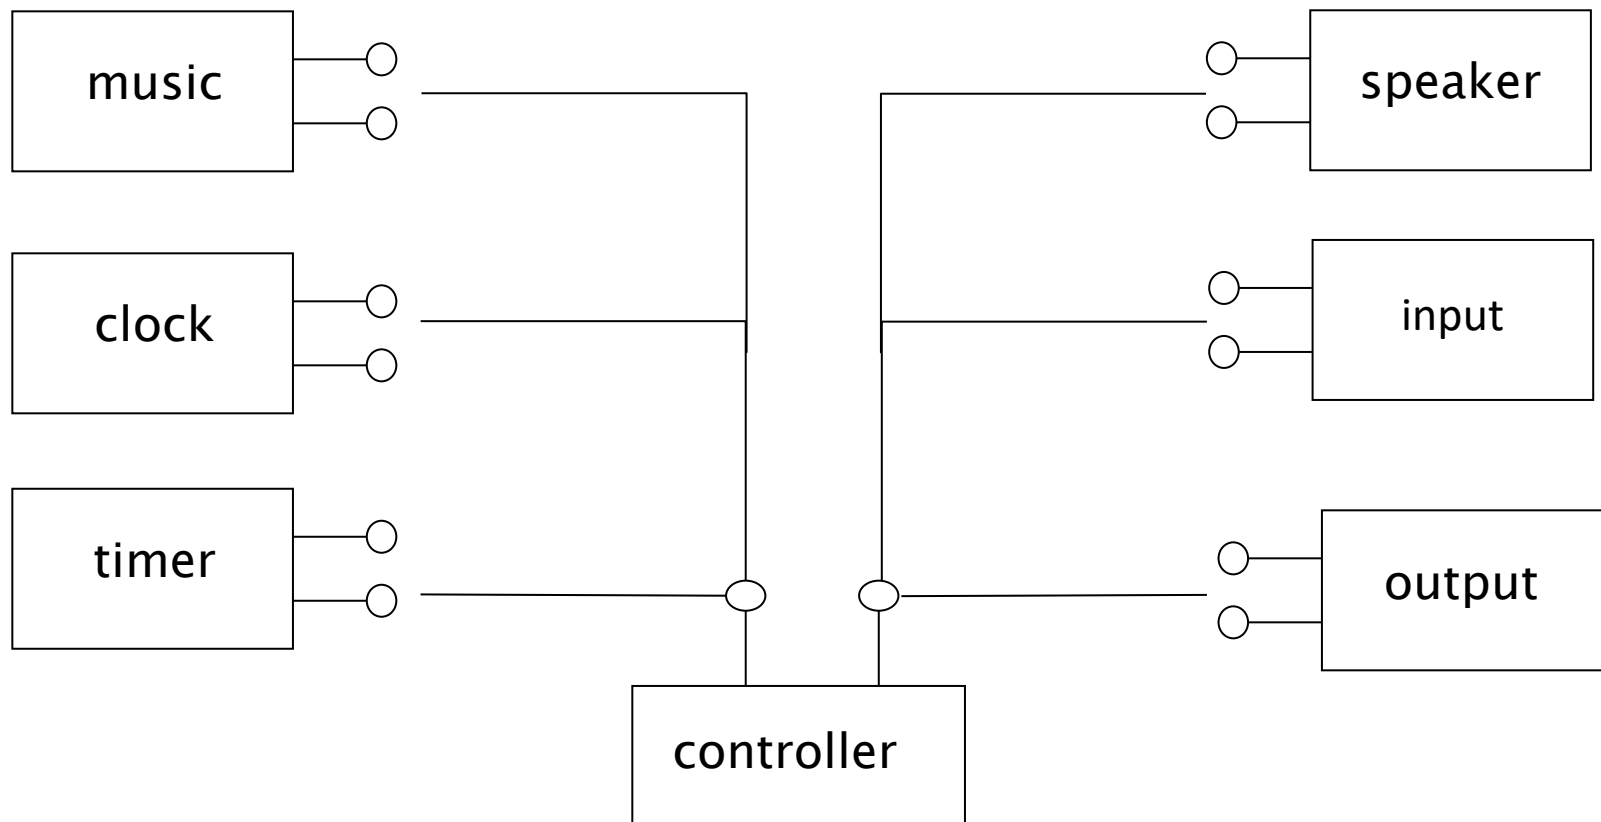 music
speaker
clock
input
timer
output
controller